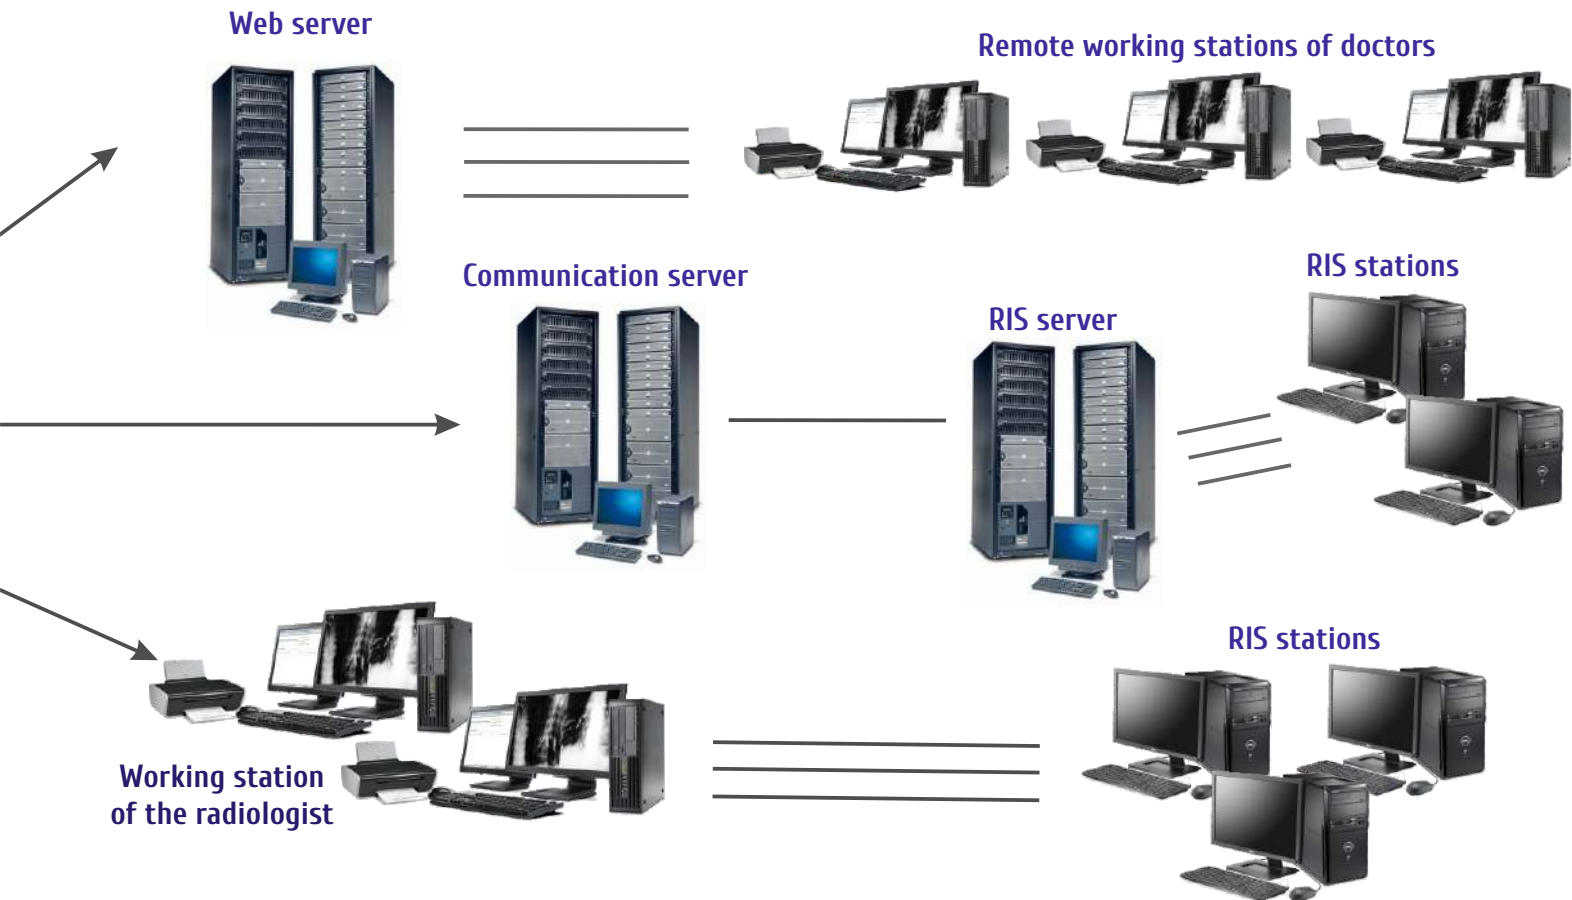 Web server
Remote working stations of doctors
Communication server
RIS stations
RIS server
RIS stations
Working station
of the radiologist